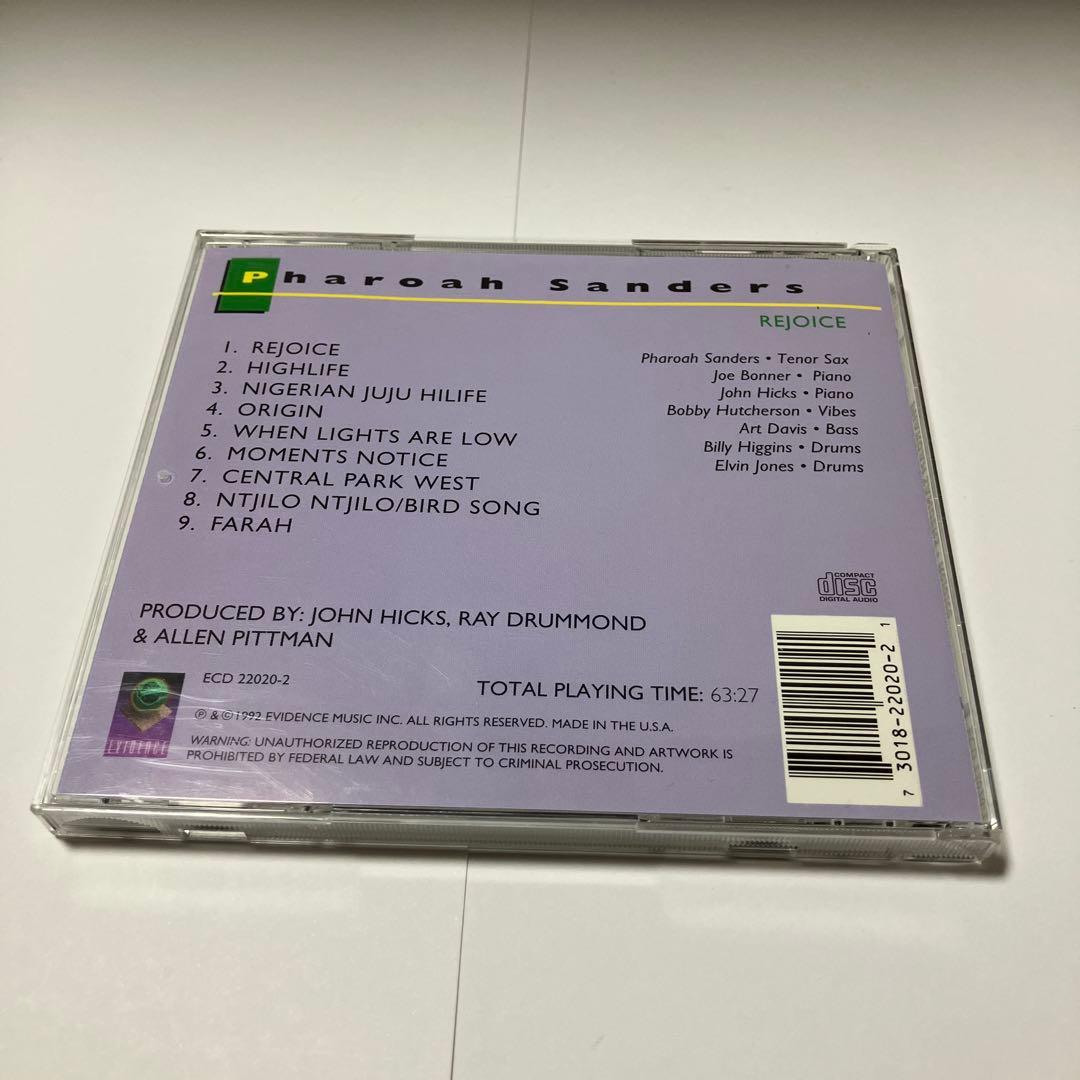 Pharoah Sanders
REJOICE
1. REJOICE
2. HIGHLIFE
3. NIGERIAN JUJU HILIFE
4. ORIGIN
5. WHEN LIGHTS ARE LOW
6. MOMENTS NOTICE
7. CENTRAL PARK WEST
8. NTJILO NTJILO/BIRD SONG
9. FARAH
Pharoah Sanders • Tenor Sax
Joe Bonner • Piano
John Hicks • Piano
Bobby Hutcherson • Vibes
Art Davis • Bass
Billy Higgins • Drums
Elvin Jones • Drums
COMPACT
disc
DIGITAL AUDIO
PRODUCED BY: JOHN HICKS, RAY DRUMMOND
& ALLEN PITTMAN
ECD 22020-2
TOTAL PLAYING TIME: 63:27
EVIDENCE
℗ & ©1992 EVIDENCE MUSIC INC. ALL RIGHTS RESERVED. MADE IN THE U.S.A.
WARNING: UNAUTHORIZED REPRODUCTION OF THIS RECORDING AND ARTWORK IS
PROHIBITED BY FEDERAL LAW AND SUBJECT TO CRIMINAL PROSECUTION.
7 3018-22020-2 1